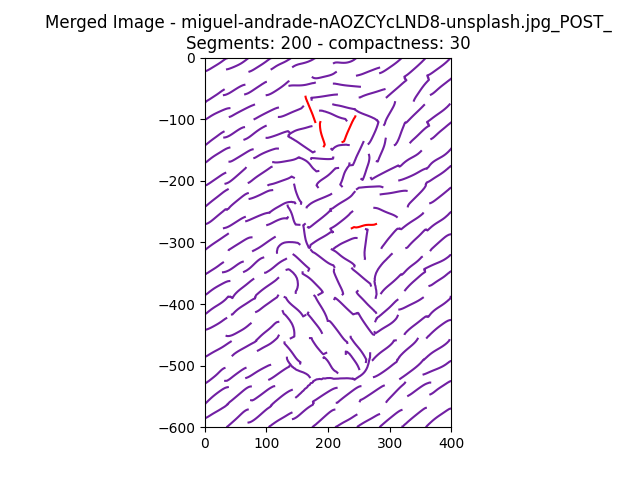 Merged Image - miguel-andrade-nAOZCYcLND8-unsplash.jpg_POST_
Segments: 200 - compactness: 30
0
−100
−200
−300
−400
−500
−600
0 100 200 300 400